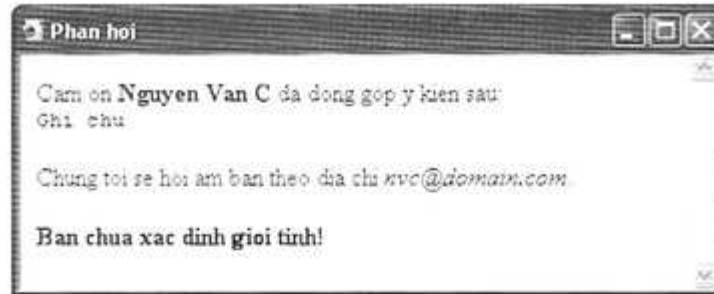 Phan hoi
Cam on Nguyen Van C da dong gop y kien sau:
Ghi chu
Chung toi se hoi am ban theo dia chi nvc@domain.com.
Ban chua xac dinh gioi tinh!